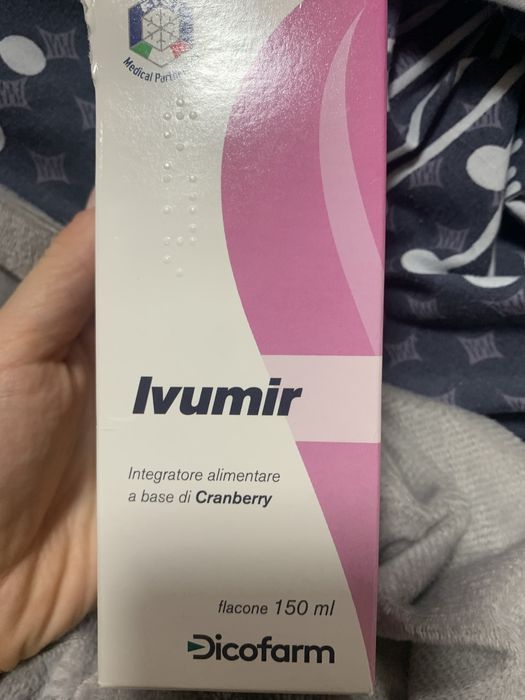 Medical Partner
Ivumir
Integratore alimentare
a base di Cranberry
flacone 150 ml
Dicofarm